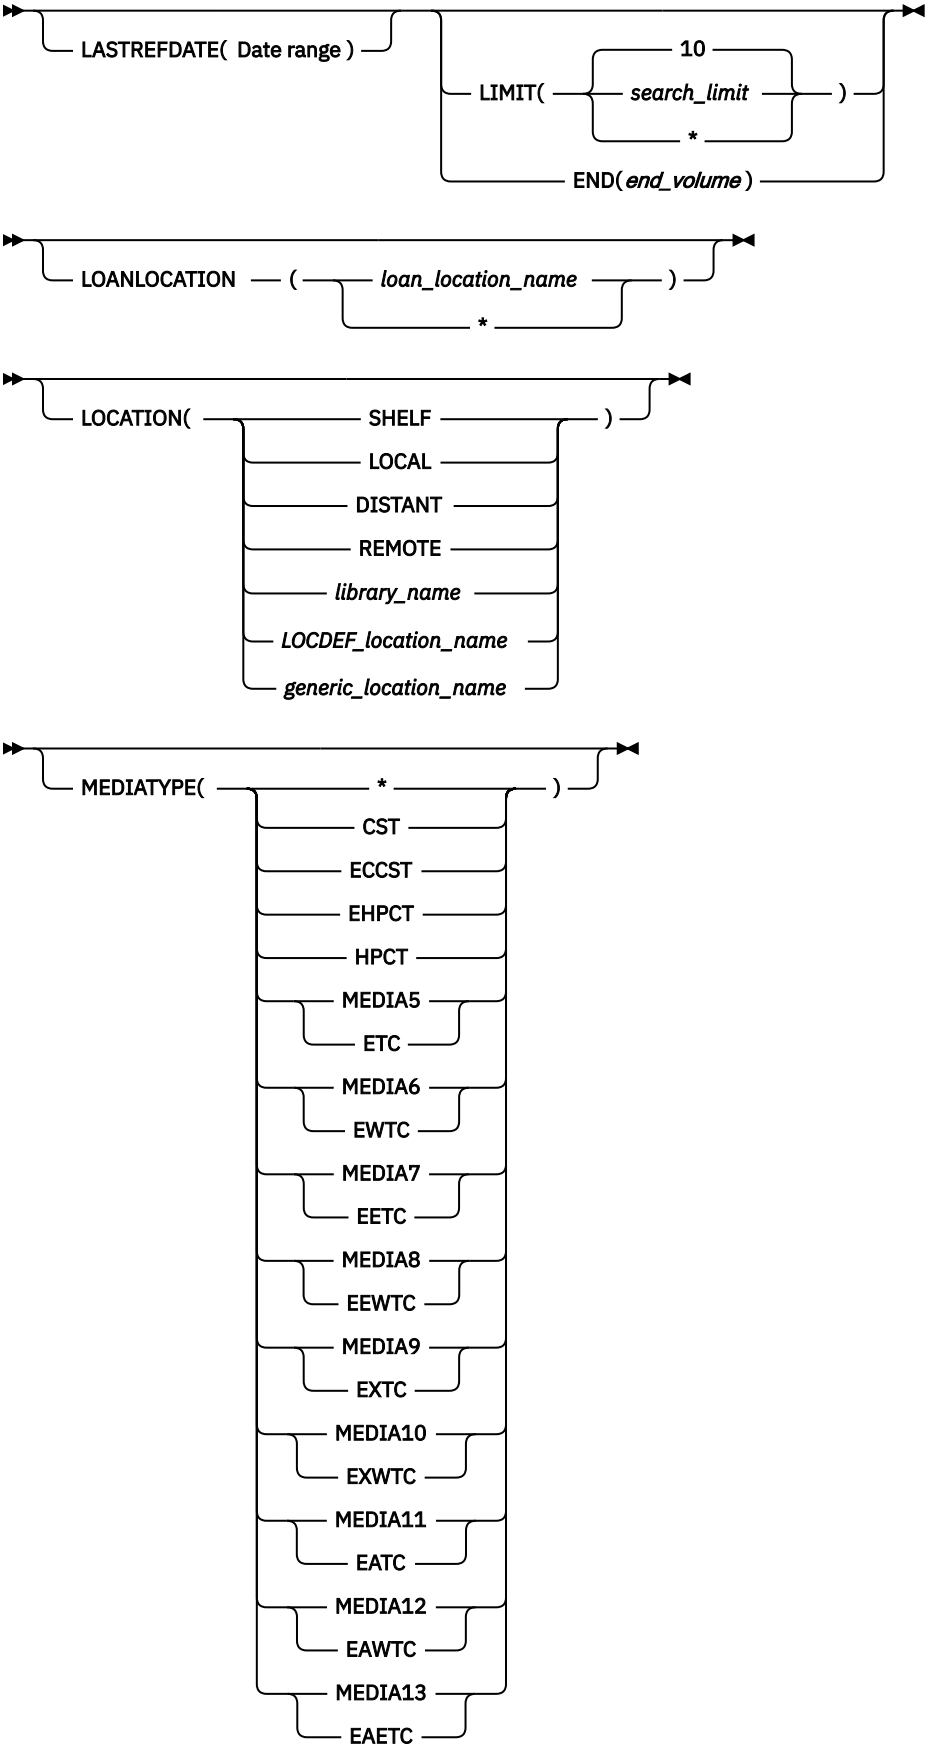 LASTREFDATE( Date range )
10
LIMIT( search_limit )
*
END( end_volume )
LOANLOCATION ( loan_location_name )
*
LOCATION( SHELF )
LOCAL
DISTANT
REMOTE
library_name
LOCDEF_location_name
generic_location_name
MEDIATYPE( * )
CST
ECCST
EHPCT
HPCT
MEDIA5
ETC
MEDIA6
EWTC
MEDIA7
EETC
MEDIA8
EEWTC
MEDIA9
EXTC
MEDIA10
EXWTC
MEDIA11
EATC
MEDIA12
EAWTC
MEDIA13
EAETC